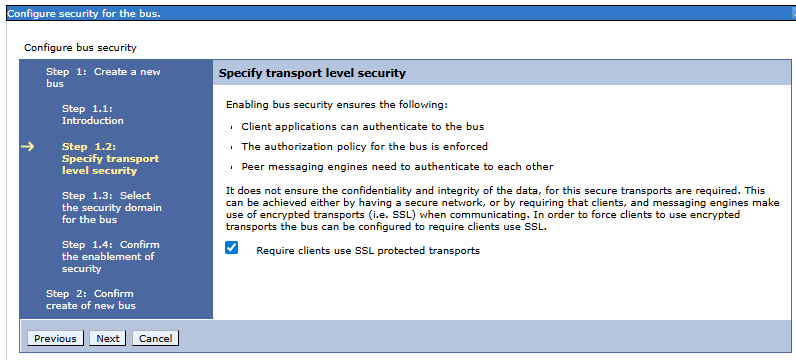 Configure security for the bus.
Configure bus security
Step 1: Create a new
bus
Step 1.1:
Introduction
Step 1.2:
Specify transport
level security
Step 1.3: Select
the security domain
for the bus
Step 1.4: Confirm
the enablement of
security
Step 2: Confirm
create of new bus
Specify transport level security
Enabling bus security ensures the following:
Client applications can authenticate to the bus
The authorization policy for the bus is enforced
Peer messaging engines need to authenticate to each other
It does not ensure the confidentiality and integrity of the data, for this secure transports are required. This
can be achieved either by having a secure network, or by requiring that clients, and messaging engines make
use of encrypted transports (i.e. SSL) when communicating. In order to force clients to use encrypted
transports the bus can be configured to require clients use SSL.
Require clients use SSL protected transports
Previous Next Cancel